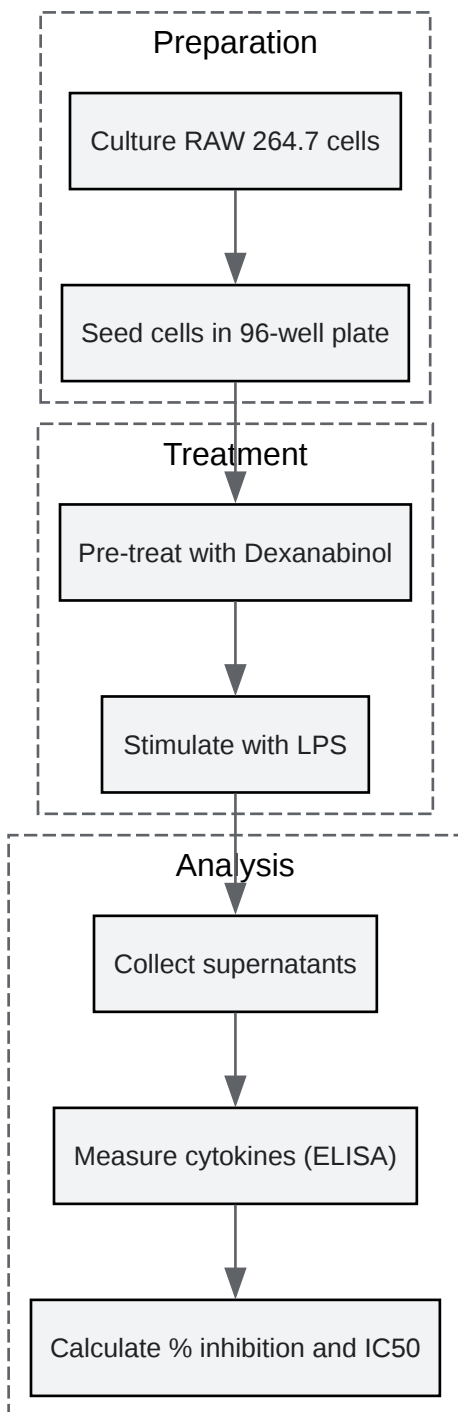 Preparation
Culture RAW 264.7 cells
Seed cells in 96-well plate
Treatment
Pre-treat with Dexanabinol
Stimulate with LPS
Analysis
Collect supernatants
Measure cytokines (ELISA)
Calculate % inhibition and IC50